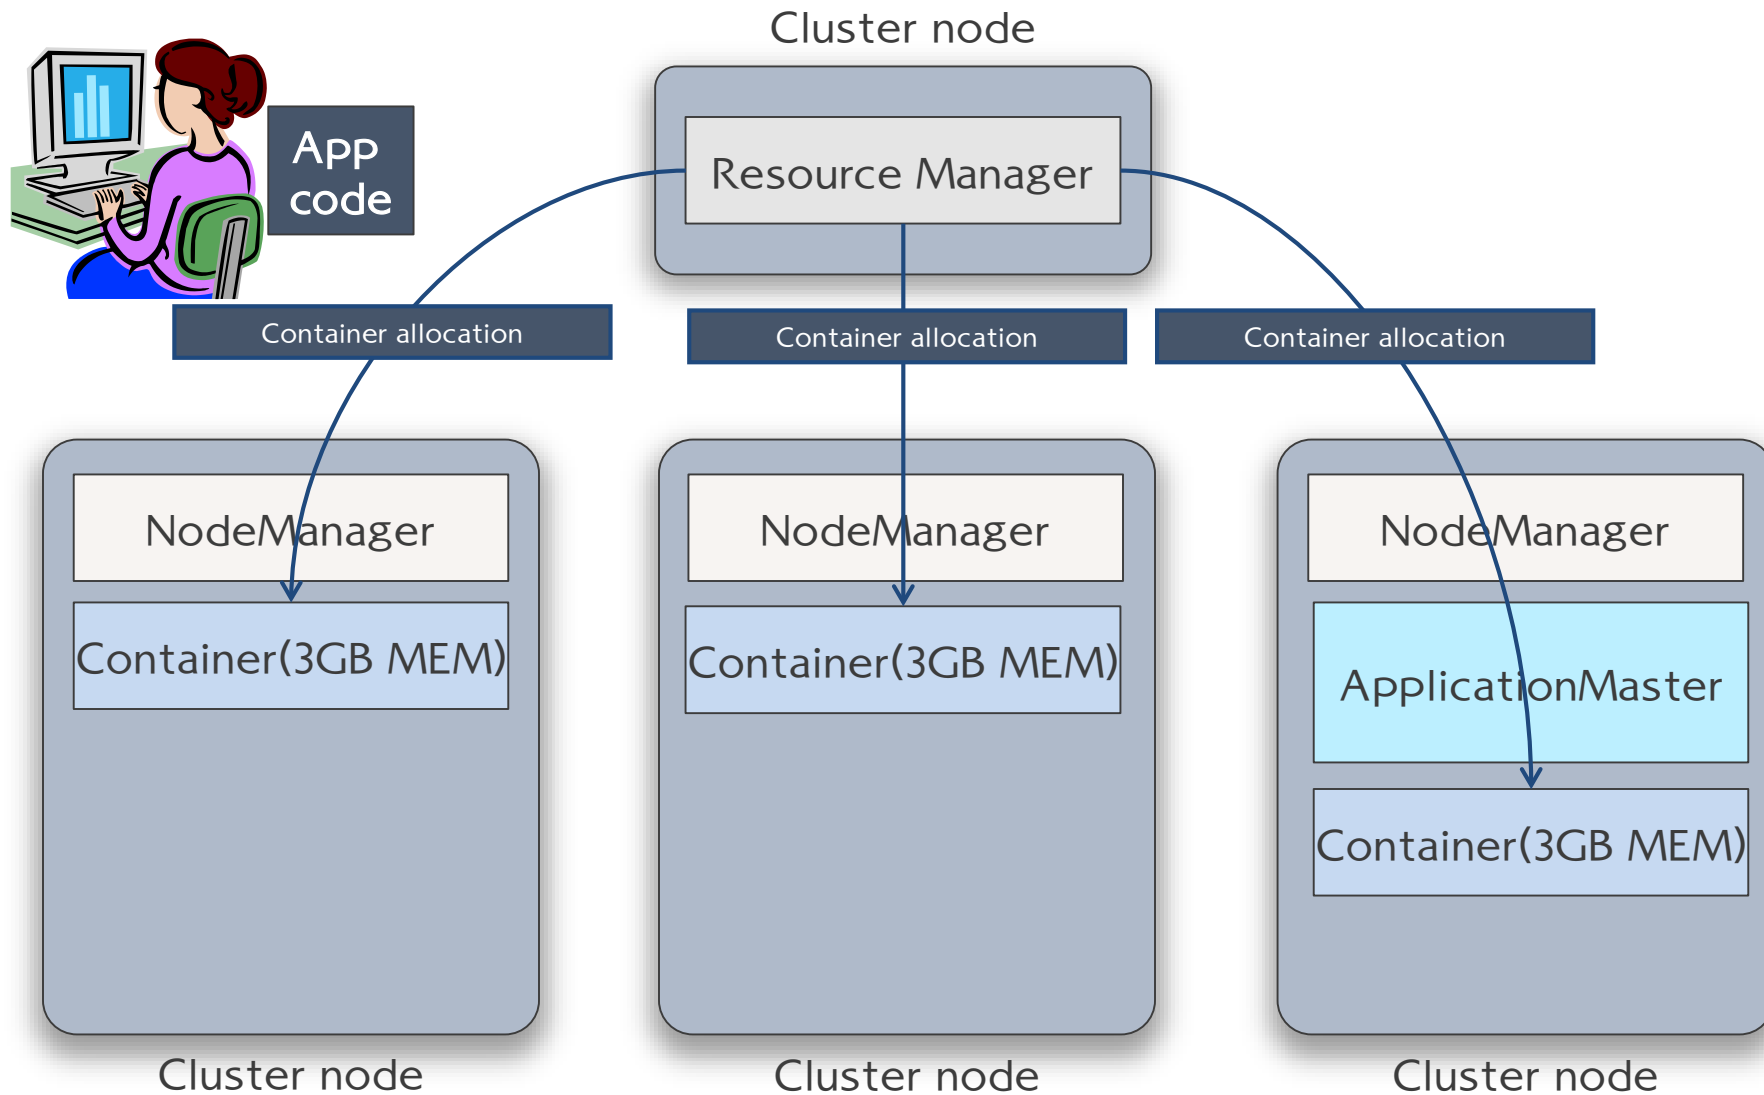 Cluster node
App
code
Resource Manager
Container allocation
Container allocation
Container allocation
NodeManager
NodeManager
NodeManager
Container(3GB MEM)
Container(3GB MEM)
ApplicationMaster
Container(3GB MEM)
Cluster node
Cluster node
Cluster node